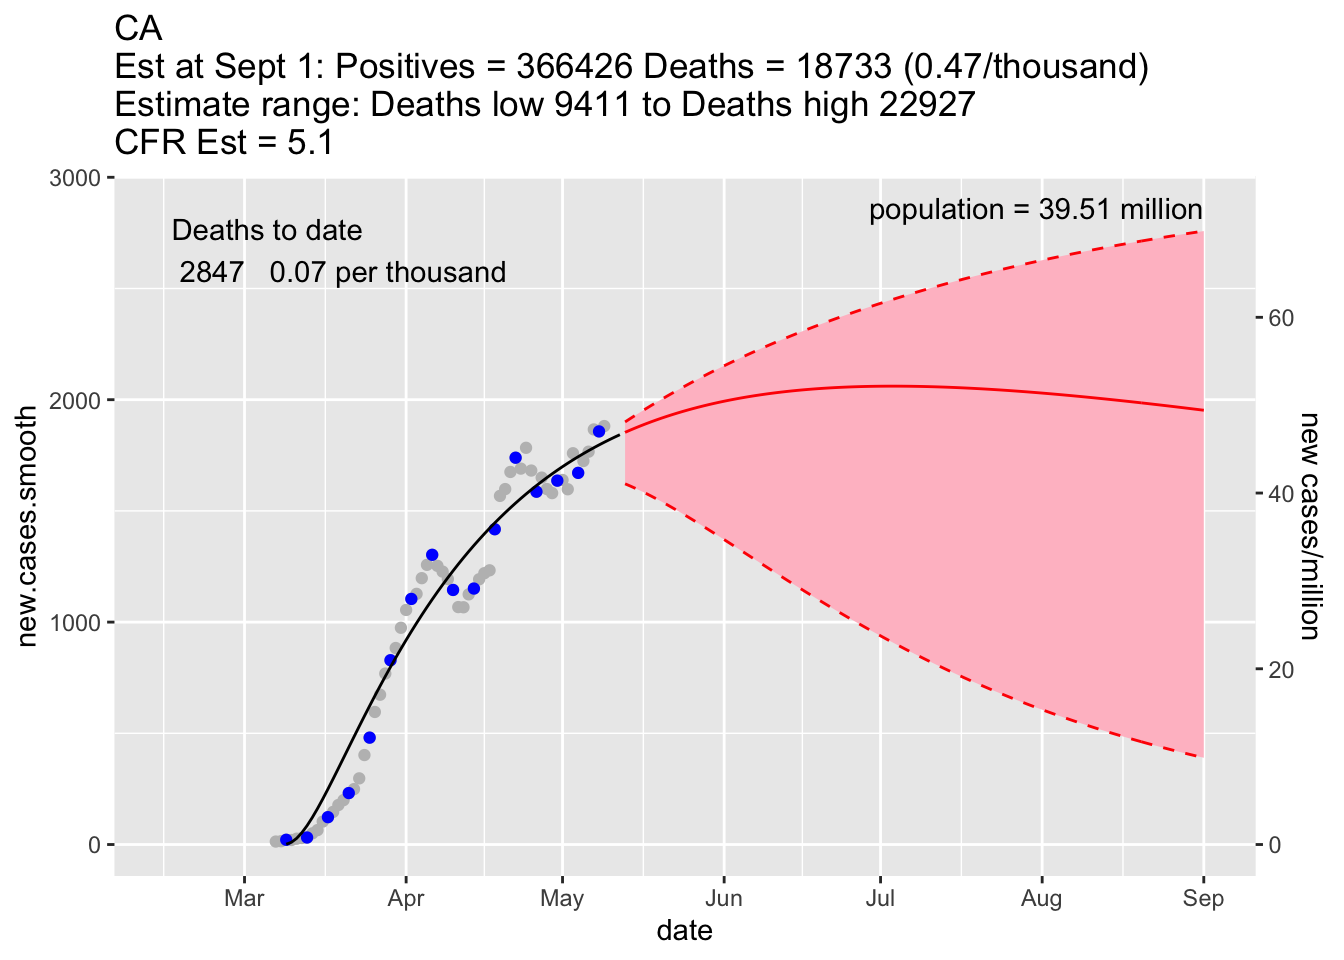 CA
Est at Sept 1: Positives = 366426 Deaths = 18733 (0.47/thousand)
Estimate range: Deaths low 9411 to Deaths high 22927
CFR Est = 5.1
3000
2000
1000
0
new.cases.smooth
Deaths to date
2847 0.07 per thousand
population = 39.51 million
60
40
20
0
new cases/million
Mar Apr May Jun Jul Aug Sep
date